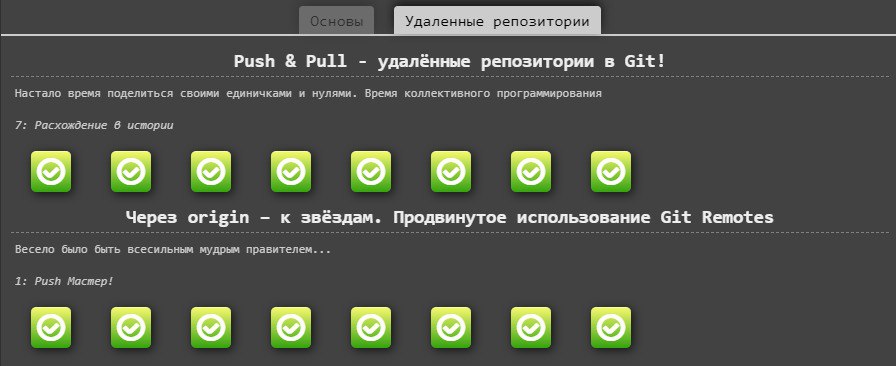 Основы Удаленные репозитории
Push & Pull - удалённые репозитории в Git!
Настало время поделиться своими единичками и нулями. Время коллективного программирования
7: Расхождение в истории
Через origin – к звёздам. Продвинутое использование Git Remotes
Весело было быть всесильным мудрым правителем...
1: Push Мастер!